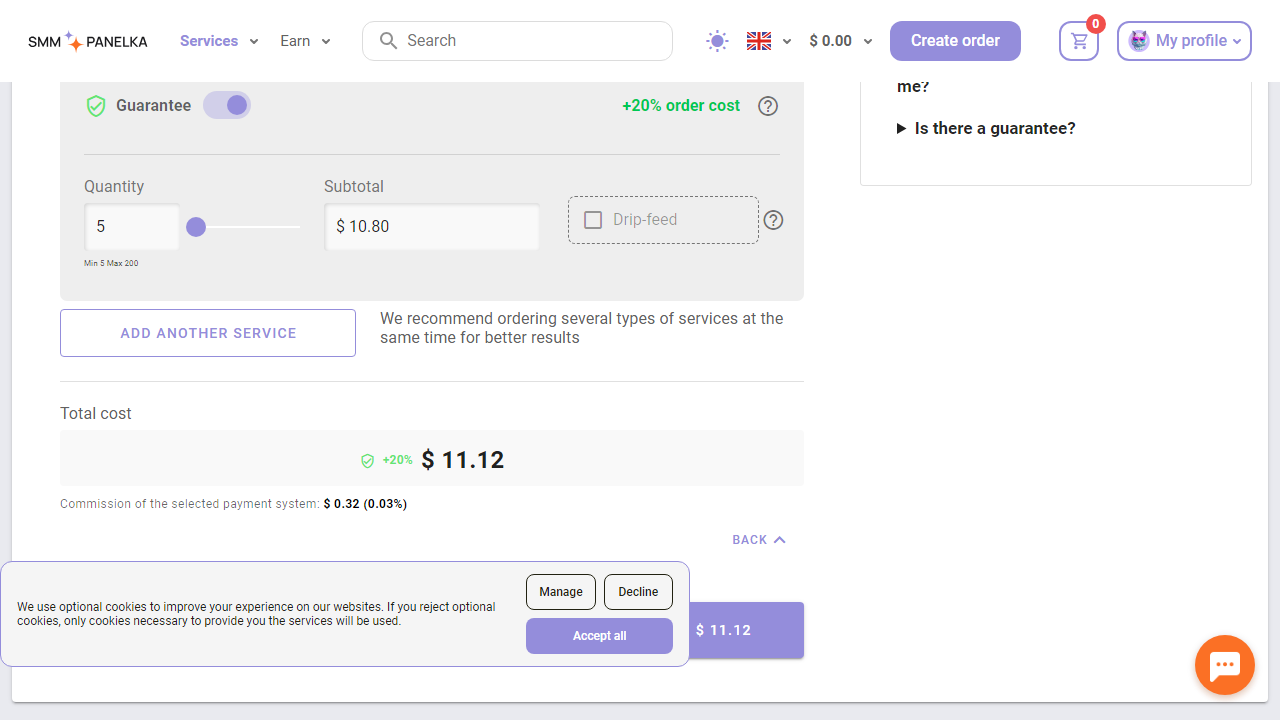 SMM PANELKA
Services
Earn
Search
$ 0.00
Create order
0
My profile
me?
Guarantee
+20% order cost
Is there a guarantee?
Quantity
Subtotal
5
$ 10.80
Drip-feed
Min 5 Max 200
ADD ANOTHER SERVICE
We recommend ordering several types of services at the
same time for better results
Total cost
+20% $ 11.12
Commission of the selected payment system: $ 0.32 (0.03%)
BACK
We use optional cookies to improve your experience on our websites. If you reject optional
cookies, only cookies necessary to provide you the services will be used.
Manage
Decline
Accept all
$ 11.12